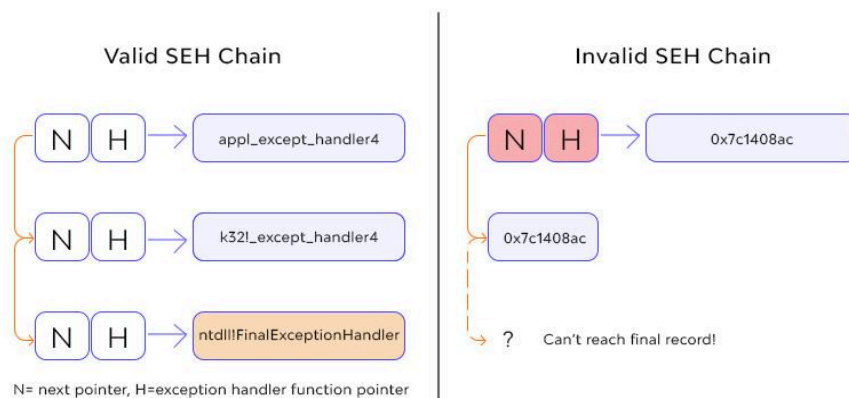 Valid SEH Chain
N H appl_except_handler4
N H k32!_except_handler4
N H ntdll!FinalExceptionHandler
N= next pointer, H=exception handler function pointer
Invalid SEH Chain
N H 0x7c1408ac
0x7c1408ac
? Can't reach final record!